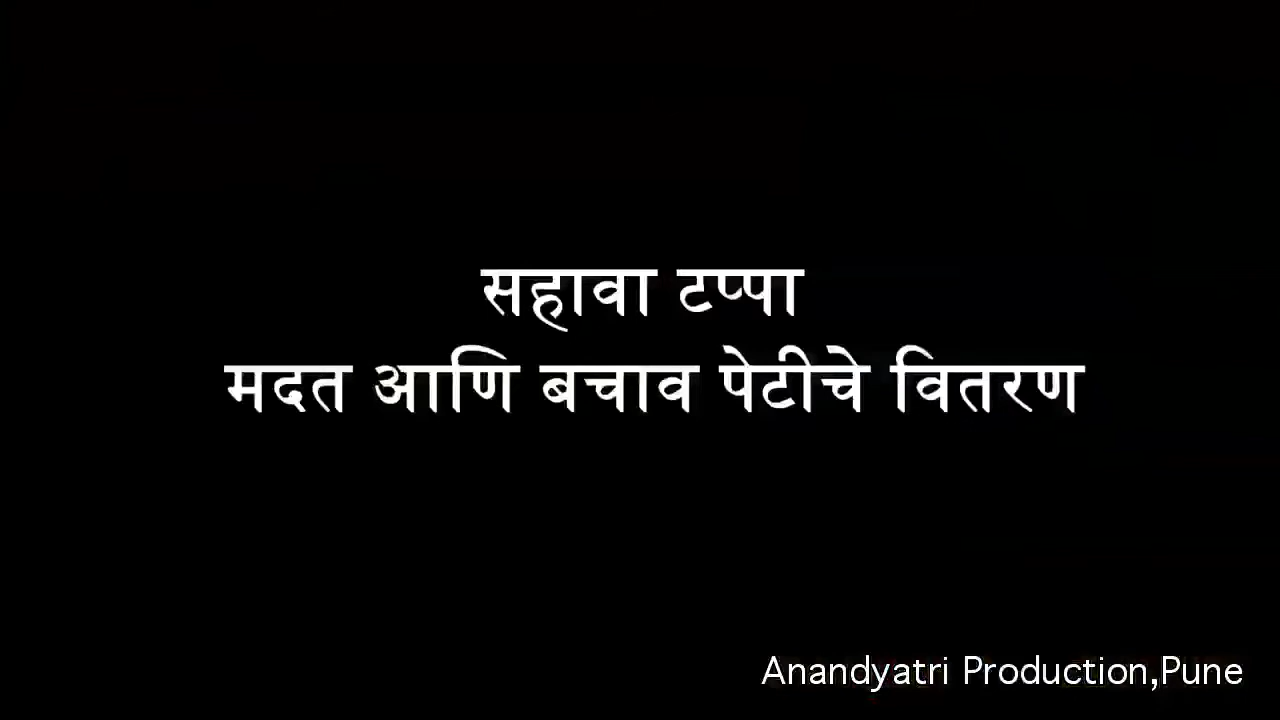 सहावा टप्पा
मदत आणि बचाव पेटीचे वितरण
Anandyatri Production,Pune